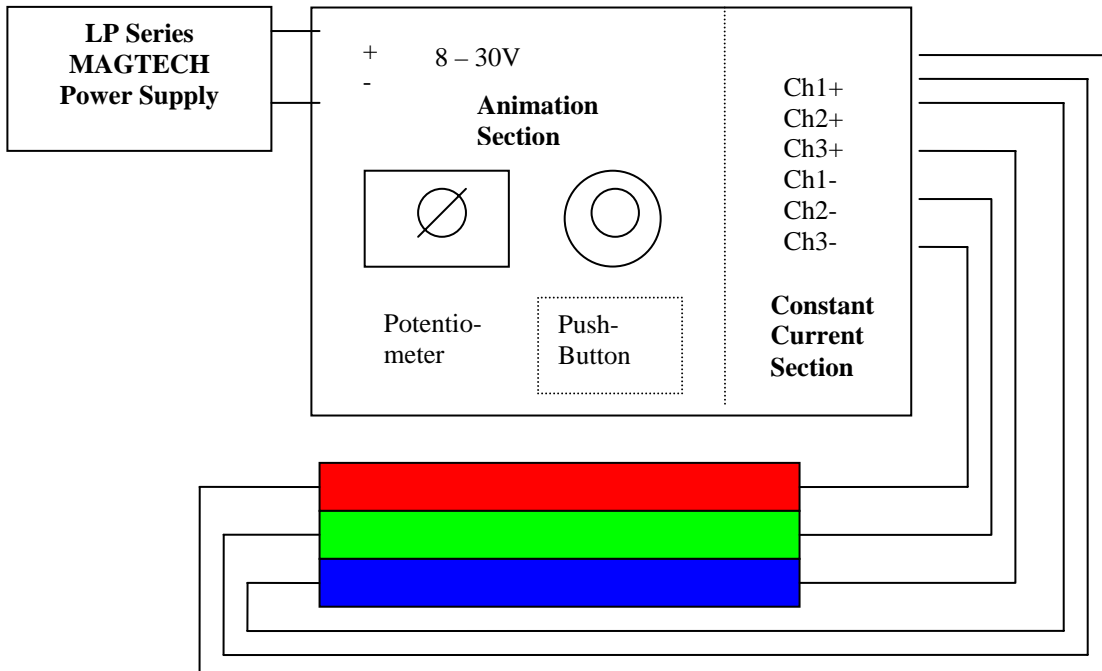 LP Series
MAGTECH
Power Supply
+
8 – 30V
-
Animation
Section
Potentio-
meter
Push-
Button
Ch1+
Ch2+
Ch3+
Ch1-
Ch2-
Ch3-
Constant
Current
Section